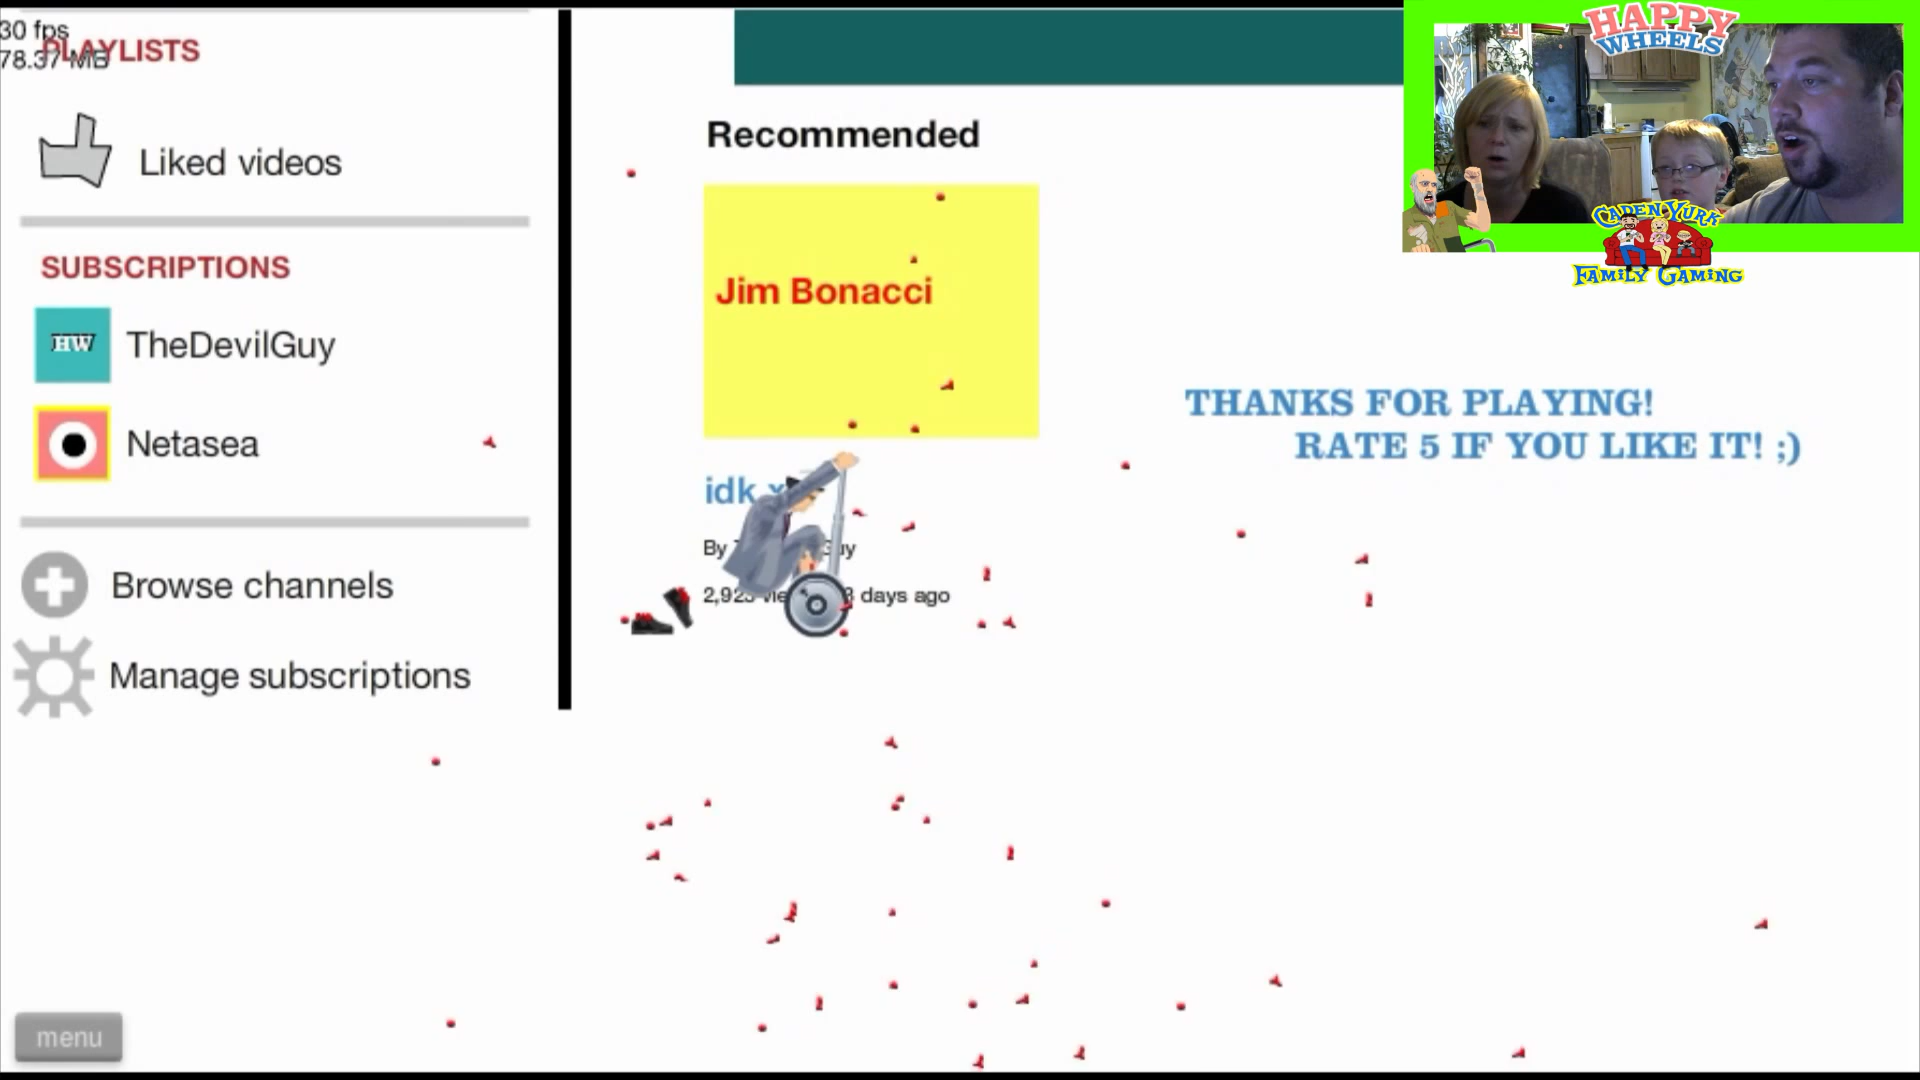 30 fps
78.37 MB
PLAYLISTS
Liked videos
SUBSCRIPTIONS
HW
TheDevilGuy
Netasea
Browse channels
Manage subscriptions
menu
Recommended
Jim Bonacci
idk
By
days ago
THANKS FOR PLAYING!
RATE 5 IF YOU LIKE IT! ;)
HAPPY
WHEELS
CADEN YURK
FAMILY GAMING